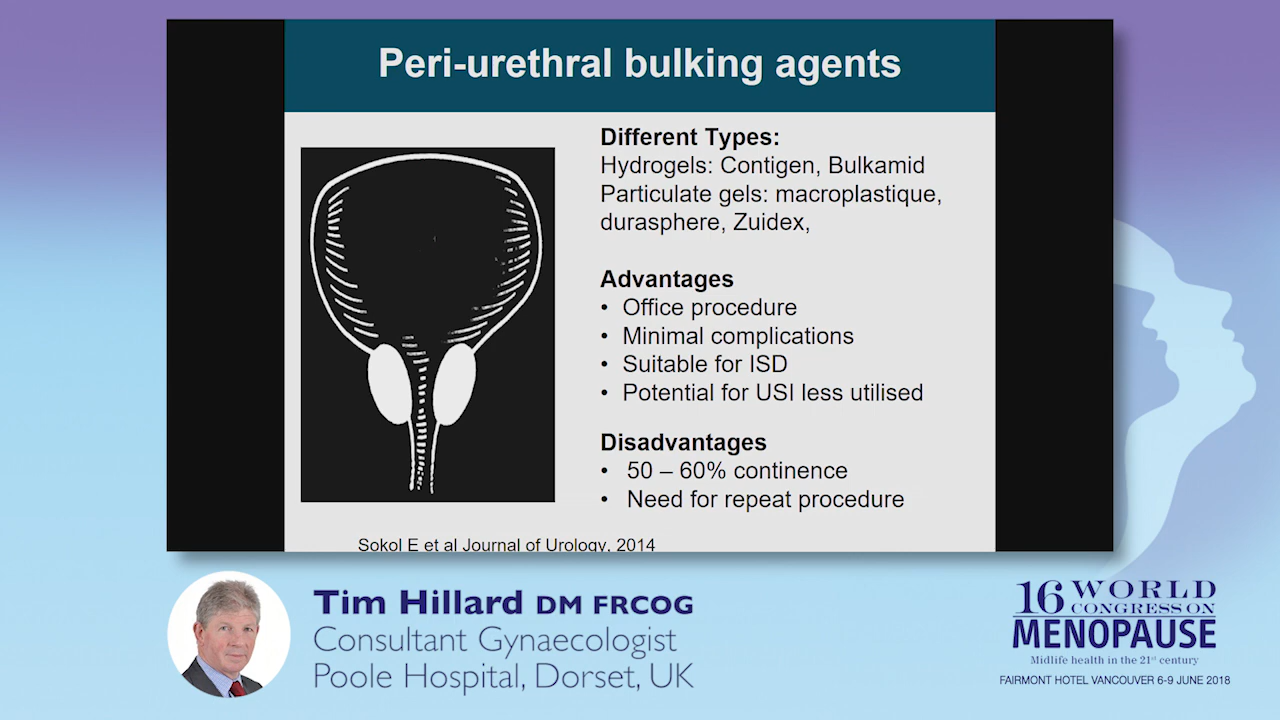 Peri-urethral bulking agents
Different Types:
Hydrogels: Contigen, Bulkamid
Particulate gels: macroplastique,
durasphere, Zuidex,
Advantages
• Office procedure
• Minimal complications
• Suitable for ISD
• Potential for USI less utilised
Disadvantages
• 50 – 60% continence
• Need for repeat procedure
Sokol E et al Journal of Urology, 2014
Tim Hillard DM FRCOG
Consultant Gynaecologist
Poole Hospital, Dorset, UK
16 WORLD
CONGRESS ON
MENOPAUSE
Midlife health in the 21st century
FAIRMONT HOTEL VANCOUVER 6-9 JUNE 2018